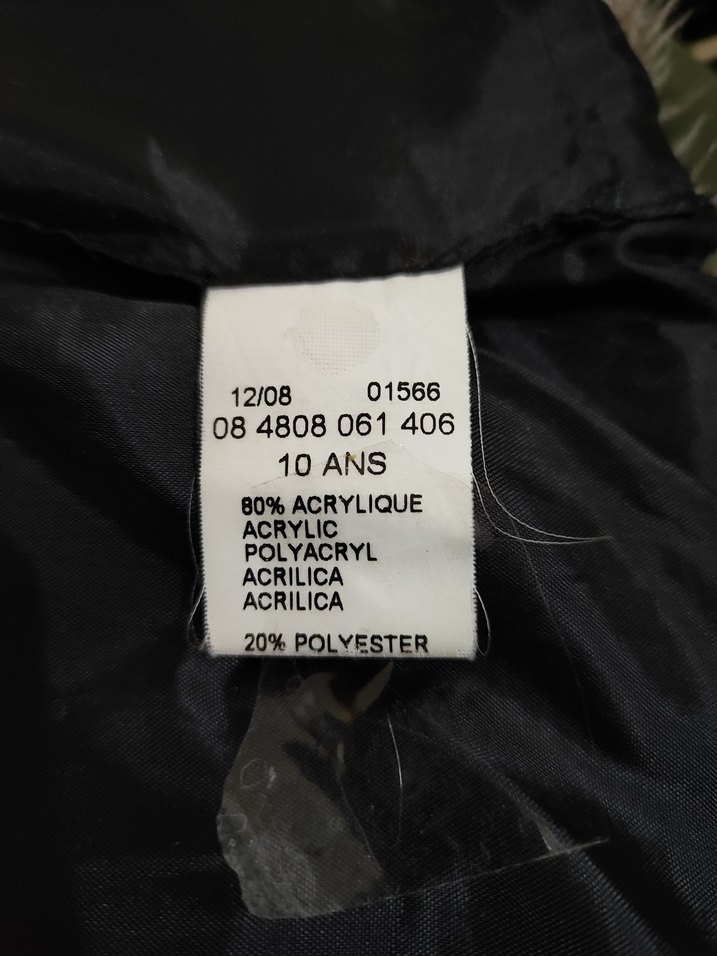 12/08 01566
08 4808 061 406
10 ANS
80% ACRYLIQUE
ACRYLIC
POLYACRYL
ACRILICA
ACRILICA
20% POLYESTER